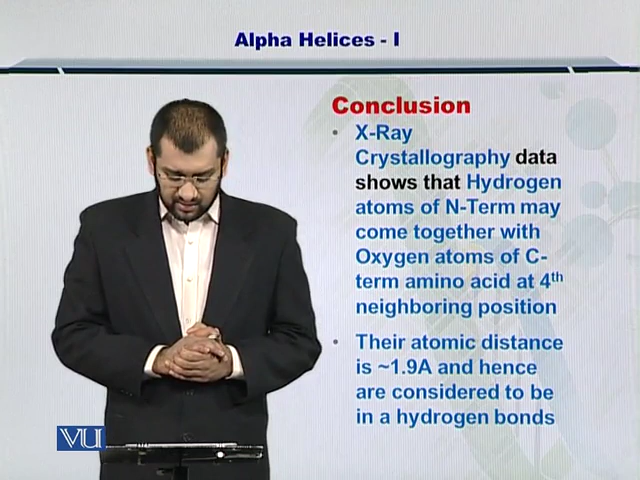 Alpha Helices - I
Conclusion
• X-Ray
Crystallography data
shows that Hydrogen
atoms of N-Term may
come together with
Oxygen atoms of C-
term amino acid at 4th
neighboring position
• Their atomic distance
is ~1.9A and hence
are considered to be
in a hydrogen bonds
VU